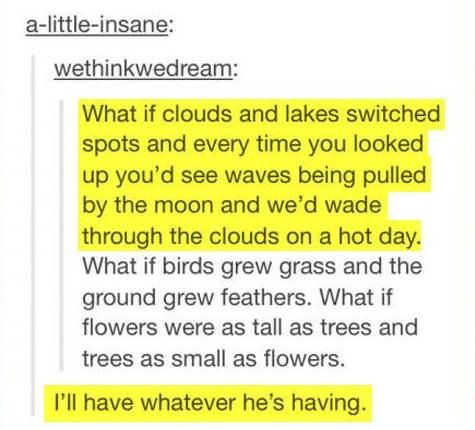 a-little-insane:
wethinkwedream:
What if clouds and lakes switched
spots and every time you looked
up you’d see waves being pulled
by the moon and we’d wade
through the clouds on a hot day.
What if birds grew grass and the
ground grew feathers. What if
flowers were as tall as trees and
trees as small as flowers.
I’ll have whatever he’s having.